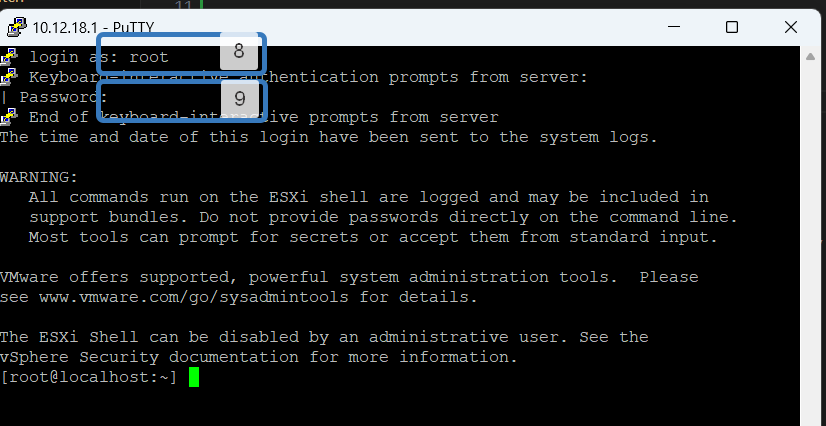 11
10.12.18.1 - PuTTY
login as: root
8
Keyboard-interactive authentication prompts from server:
| Password:
9
End of keyboard-interactive prompts from server
The time and date of this login have been sent to the system logs.
WARNING:
All commands run on the ESXi shell are logged and may be included in
support bundles. Do not provide passwords directly on the command line.
Most tools can prompt for secrets or accept them from standard input.
VMware offers supported, powerful system administration tools.  Please
see www.vmware.com/go/sysadmintools for details.
The ESXi Shell can be disabled by an administrative user. See the
vSphere Security documentation for more information.
[root@localhost:~]